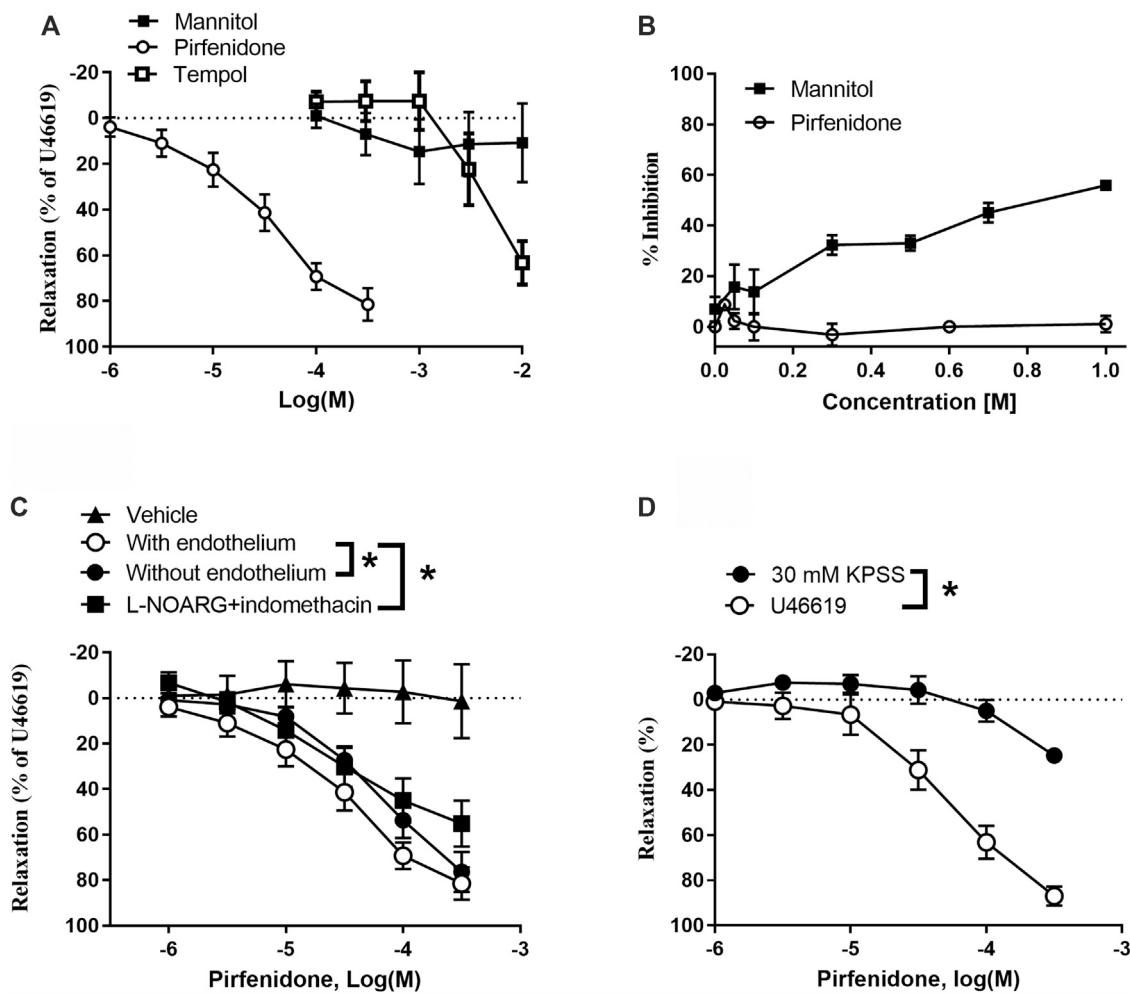 A
Mannitol
Pirfenidone
Tempol
Relaxation (% of U46619)
-20
0
20
40
60
80
100
-6
-5
-4
-3
-2
Log(M)
B
Mannitol
Pirfenidone
% Inhibition
100
80
60
40
20
0
0.0
0.2
0.4
0.6
0.8
1.0
Concentration [M]
C
Vehicle
With endothelium
Without endothelium
L-NOARG+indomethacin
*
*
Relaxation (% of U46619)
-20
0
20
40
60
80
100
-6
-5
-4
-3
Pirfenidone, Log(M)
D
30 mM KPSS
U46619
*
Relaxation (%)
-20
0
20
40
60
80
100
-6
-5
-4
-3
Pirfenidone, log(M)